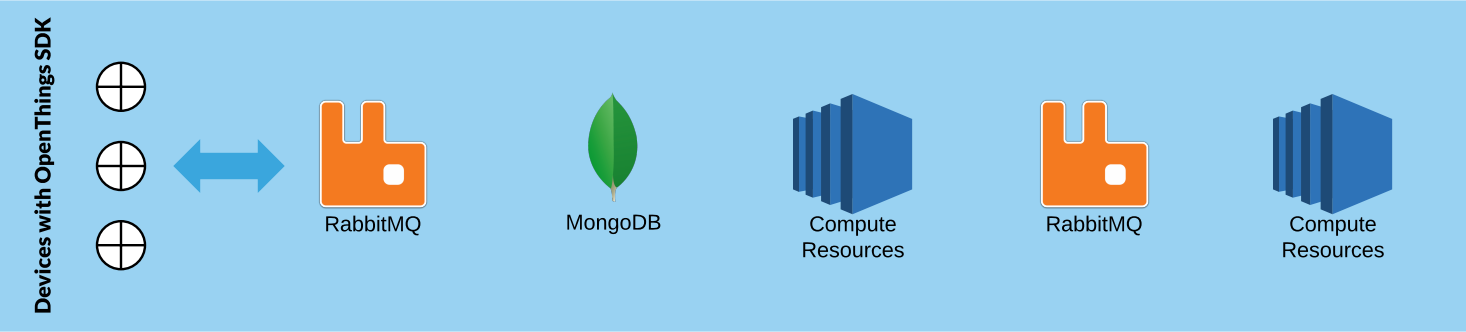 Devices with OpenThings SDK
RabbitMQ
MongoDB
Compute
Resources
RabbitMQ
Compute
Resources